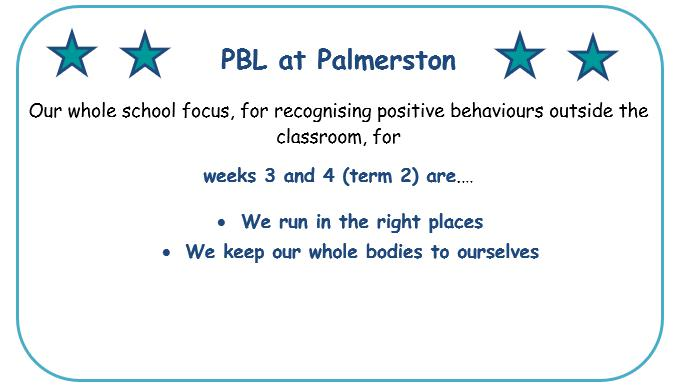 PBL at Palmerston
Our whole school focus, for recognising positive behaviours outside the
classroom, for
weeks 3 and 4 (term 2) are....
• We run in the right places
• We keep our whole bodies to ourselves